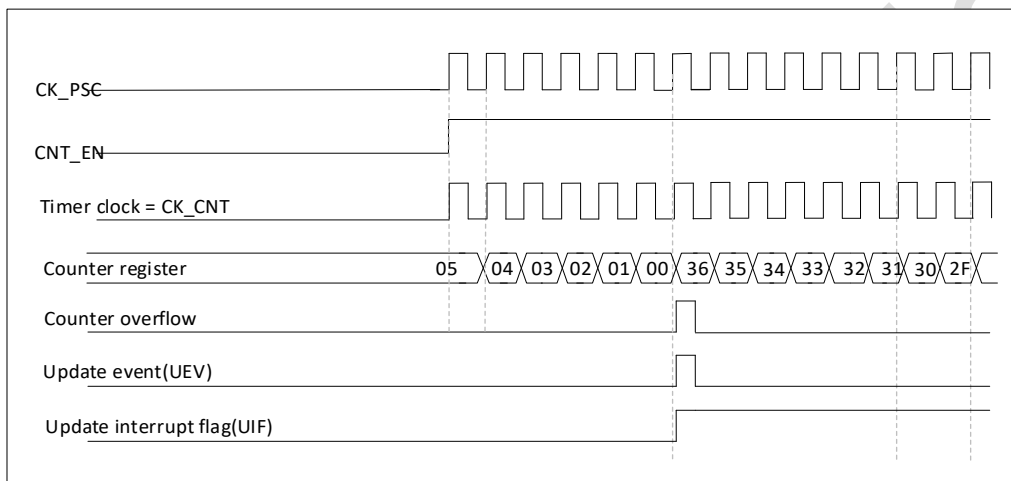 CK_PSC
CNT_EN
Timer clock = CK_CNT
Counter register 05 04 03 02 01 00 36 35 34 33 32 31 30 2F
Counter overflow
Update event(UEV)
Update interrupt flag(UIF)